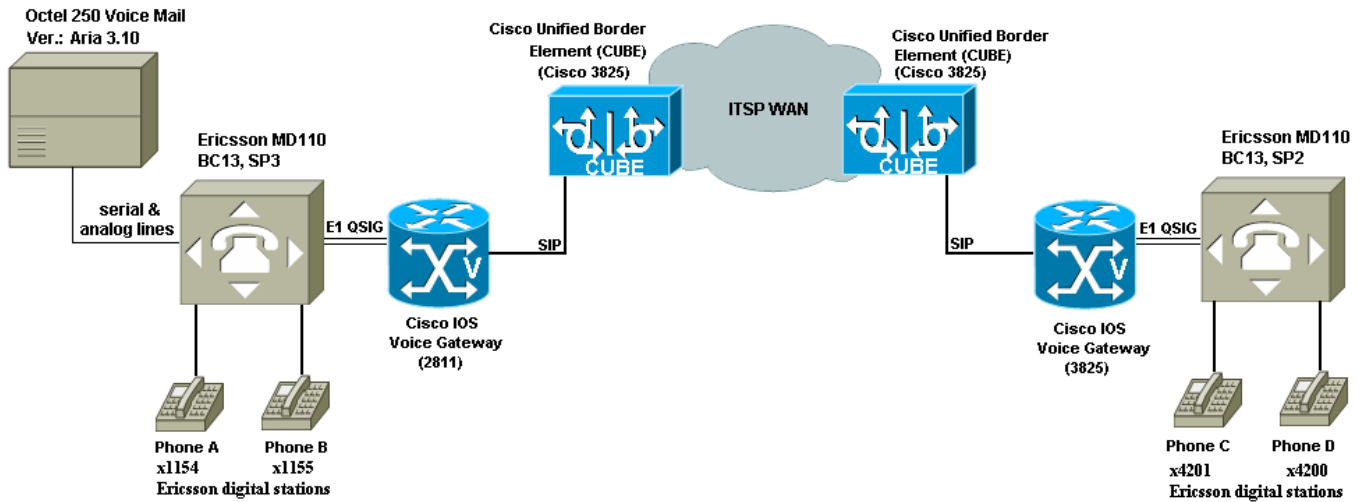 Octel 250 Voice Mail
Ver.: Aria 3.10
Cisco Unified Border
Element (CUBE)
(Cisco 3825)
Cisco Unified Border
Element (CUBE)
(Cisco 3825)
ITSP WAN
CUBE
CUBE
Ericsson MD110
BC13, SP3
Ericsson MD110
BC13, SP2
serial &
analog lines
E1 QSIG
V
SIP
SIP
V
E1 QSIG
Cisco IOS
Voice Gateway
(2811)
Cisco IOS
Voice Gateway
(3825)
Phone A
x1154
Phone B
x1155
Ericsson digital stations
Phone C
x4201
Phone D
x4200
Ericsson digital stations